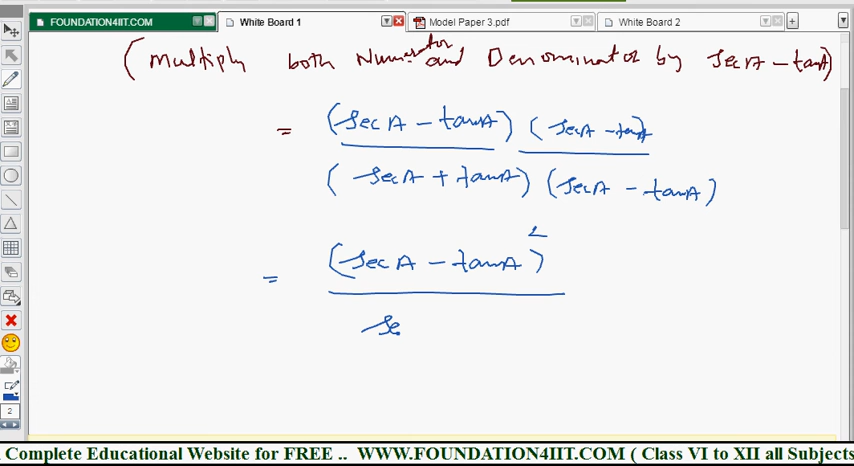 FOUNDATION4IIT.COM White Board 1 Model Paper 3.pdf White Board 2
(Multiply both Numerator and Denominator by secA - tanA)
= (secA - tanA) (secA - tanA)
(secA + tanA) (secA - tanA)
= (secA - tanA)²
se
2
Complete Educational Website for FREE .. WWW.FOUNDATION4IIT.COM ( Class VI to XII all Subjects